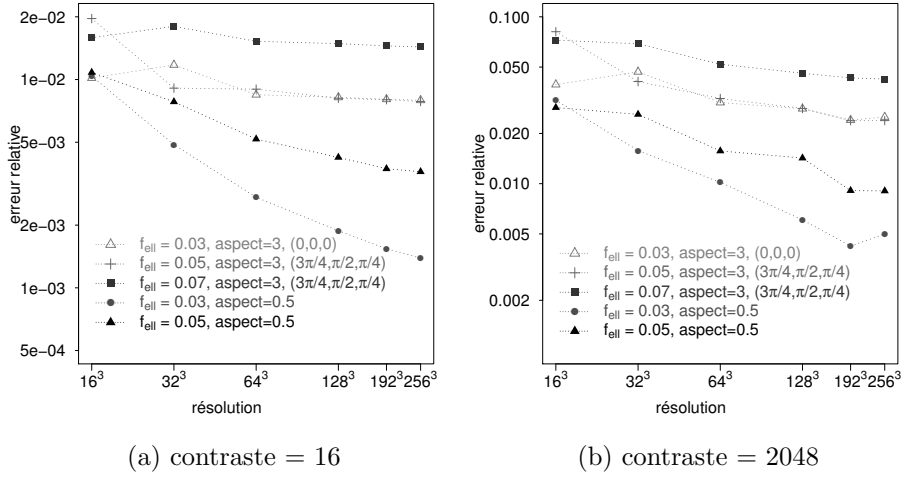 2e−02
1e−02
5e−03
2e−03
1e−03
5e−04
erreur relative
f_ell = 0.03, aspect=3, (0,0,0)
f_ell = 0.05, aspect=3, (3π/4,π/2,π/4)
f_ell = 0.07, aspect=3, (3π/4,π/2,π/4)
f_ell = 0.03, aspect=0.5
f_ell = 0.05, aspect=0.5
16³ 32³ 64³ 128³ 192³ 256³
résolution
(a) contraste = 16
0.100
0.050
0.020
0.010
0.005
0.002
erreur relative
f_ell = 0.03, aspect=3, (0,0,0)
f_ell = 0.05, aspect=3, (3π/4,π/2,π/4)
f_ell = 0.07, aspect=3, (3π/4,π/2,π/4)
f_ell = 0.03, aspect=0.5
f_ell = 0.05, aspect=0.5
16³ 32³ 64³ 128³ 192³ 256³
résolution
(b) contraste = 2048